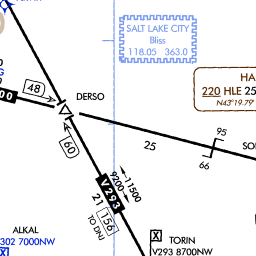 SALT LAKE CITY
Bliss
118.05 363.0
HA
220 HLE 25
N43°19.79'
48
DERSO
00
60
25
95
66
SO
9200
11500
V293
21 156
TO DNJ
ALKAL
302 7000NW
X
TORIN
V293 8700NW
X